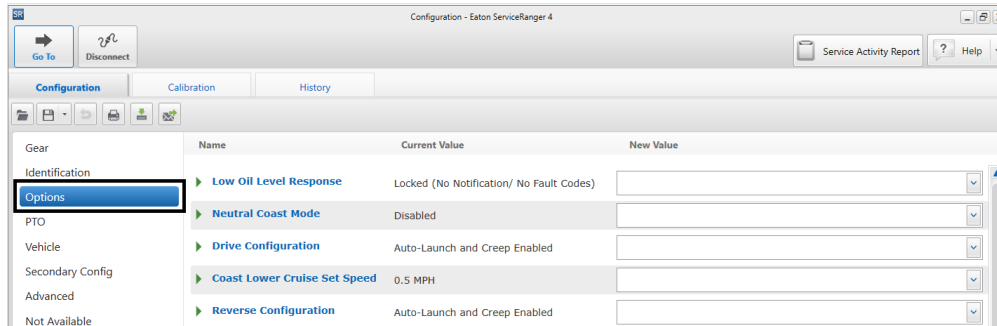 SR
Configuration - Eaton ServiceRanger 4
Go To
Disconnect
Service Activity Report
? Help
Configuration Calibration History
Name Current Value New Value
Gear
Identification
Options
PTO
Vehicle
Secondary Config
Advanced
Not Available
Low Oil Level Response Locked (No Notification/ No Fault Codes)
Neutral Coast Mode Disabled
Drive Configuration Auto-Launch and Creep Enabled
Coast Lower Cruise Set Speed 0.5 MPH
Reverse Configuration Auto-Launch and Creep Enabled